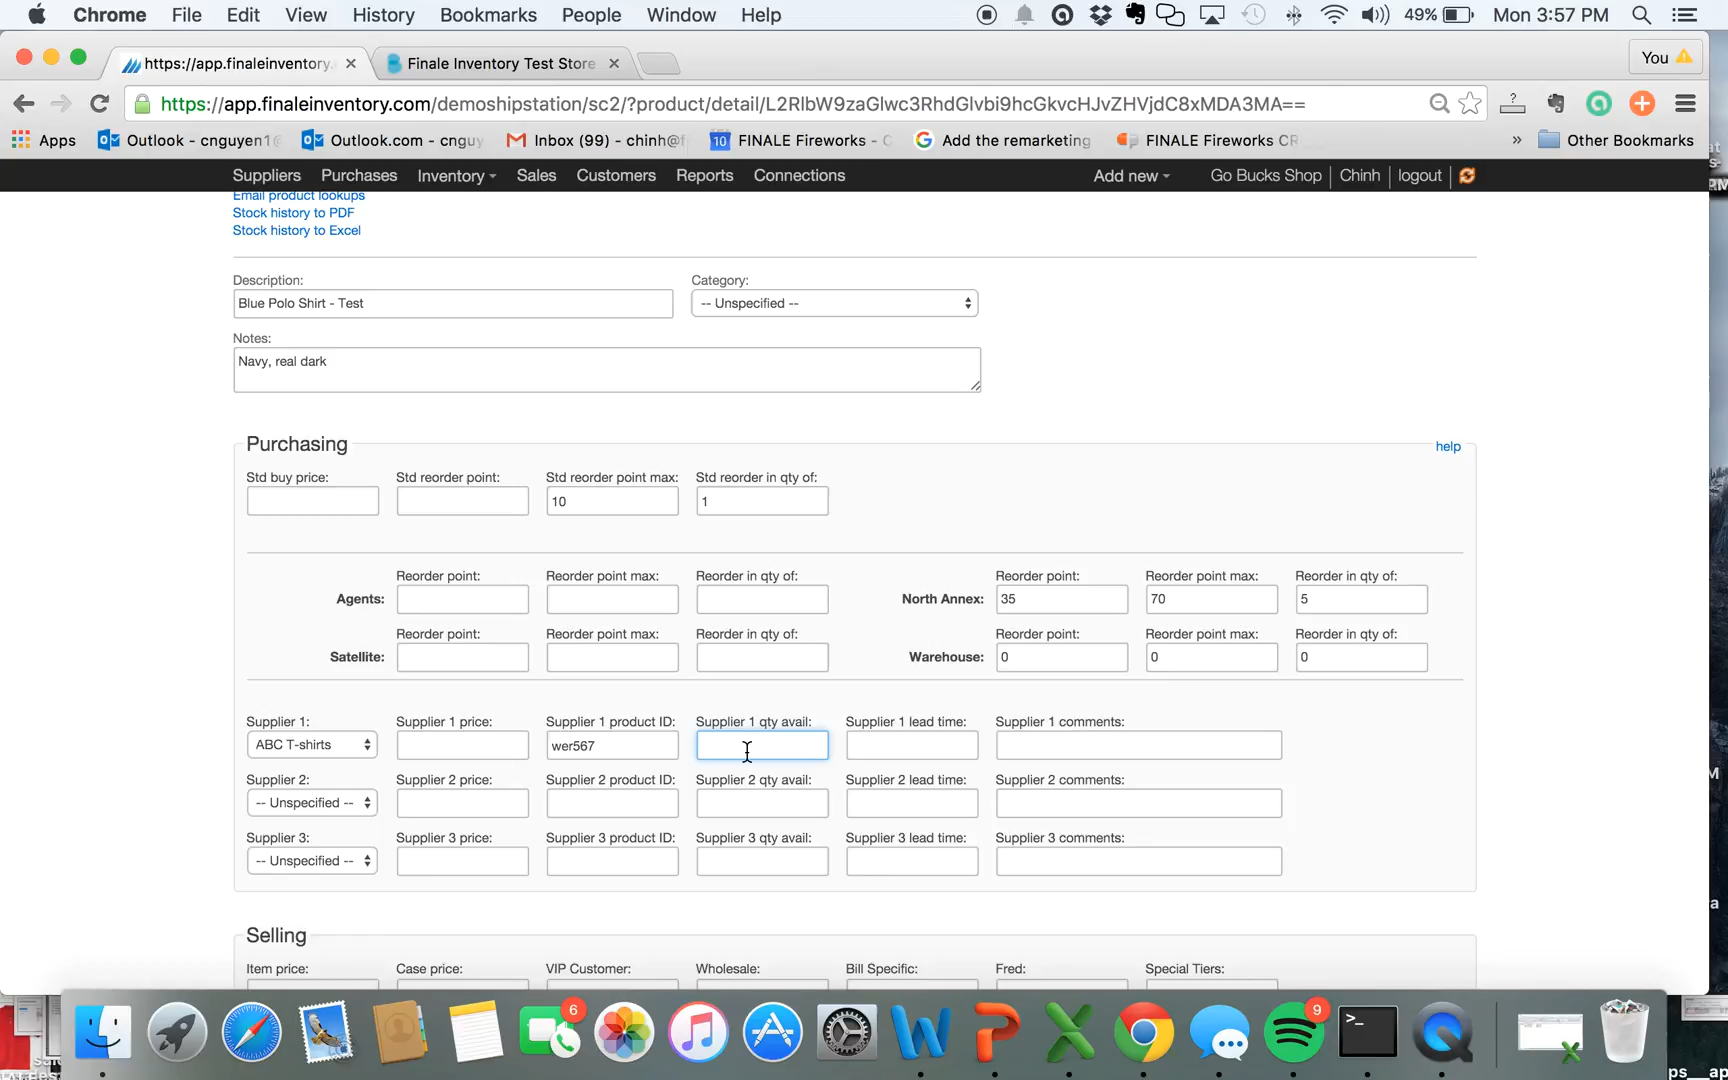 Chrome File Edit View History Bookmarks People Window Help 49% Mon 3:57 PM
https://app.finaleinventory. Finale Inventory Test Store You
https://app.finaleinventory.com/demoshipstation/sc2/?product/detail/L2RlbW9zaGlwc3RhdGlvbi9hcGkvcHJvZHVjdC8xMDA3MA==
Apps Outlook - cnguyen1@ Outlook.com - cnguy Inbox (99) - chinh@f 10 FINALE Fireworks - C Add the remarketing FINALE Fireworks CR » Other Bookmarks
Suppliers Purchases Inventory Sales Customers Reports Connections Add new Go Bucks Shop Chinh logout
Email product lookups
Stock history to PDF
Stock history to Excel
Description: Category:
Blue Polo Shirt - Test -- Unspecified --
Notes:
Navy, real dark
Purchasing help
Std buy price: Std reorder point: Std reorder point max: Std reorder in qty of:
10 1
Reorder point: Reorder point max: Reorder in qty of: Reorder point: Reorder point max: Reorder in qty of:
Agents: North Annex: 35 70 5
Reorder point: Reorder point max: Reorder in qty of: Reorder point: Reorder point max: Reorder in qty of:
Satellite: Warehouse: 0 0 0
Supplier 1: Supplier 1 price: Supplier 1 product ID: Supplier 1 qty avail: Supplier 1 lead time: Supplier 1 comments:
ABC T-shirts wer567
Supplier 2: Supplier 2 price: Supplier 2 product ID: Supplier 2 qty avail: Supplier 2 lead time: Supplier 2 comments:
-- Unspecified --
Supplier 3: Supplier 3 price: Supplier 3 product ID: Supplier 3 qty avail: Supplier 3 lead time: Supplier 3 comments:
-- Unspecified --
Selling
Item price: Case price: VIP Customer: Wholesale: Bill Specific: Fred: Special Tiers:
6 9